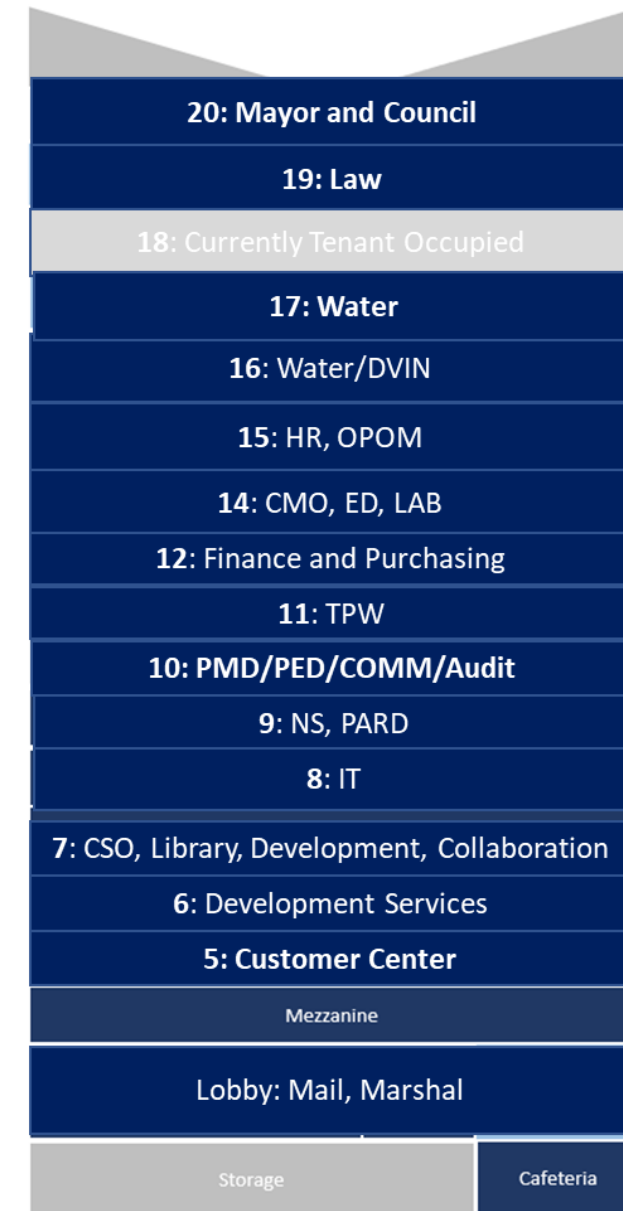 20: Mayor and Council
19: Law
18: Currently Tenant Occupied
17: Water
16: Water/DVIN
15: HR, OPOM
14: CMO, ED, LAB
12: Finance and Purchasing
11: TPW
10: PMD/PED/COMM/Audit
9: NS, PARD
8: IT
7: CSO, Library, Development, Collaboration
6: Development Services
5: Customer Center
Mezzanine
Lobby: Mail, Marshal
Storage
Cafeteria